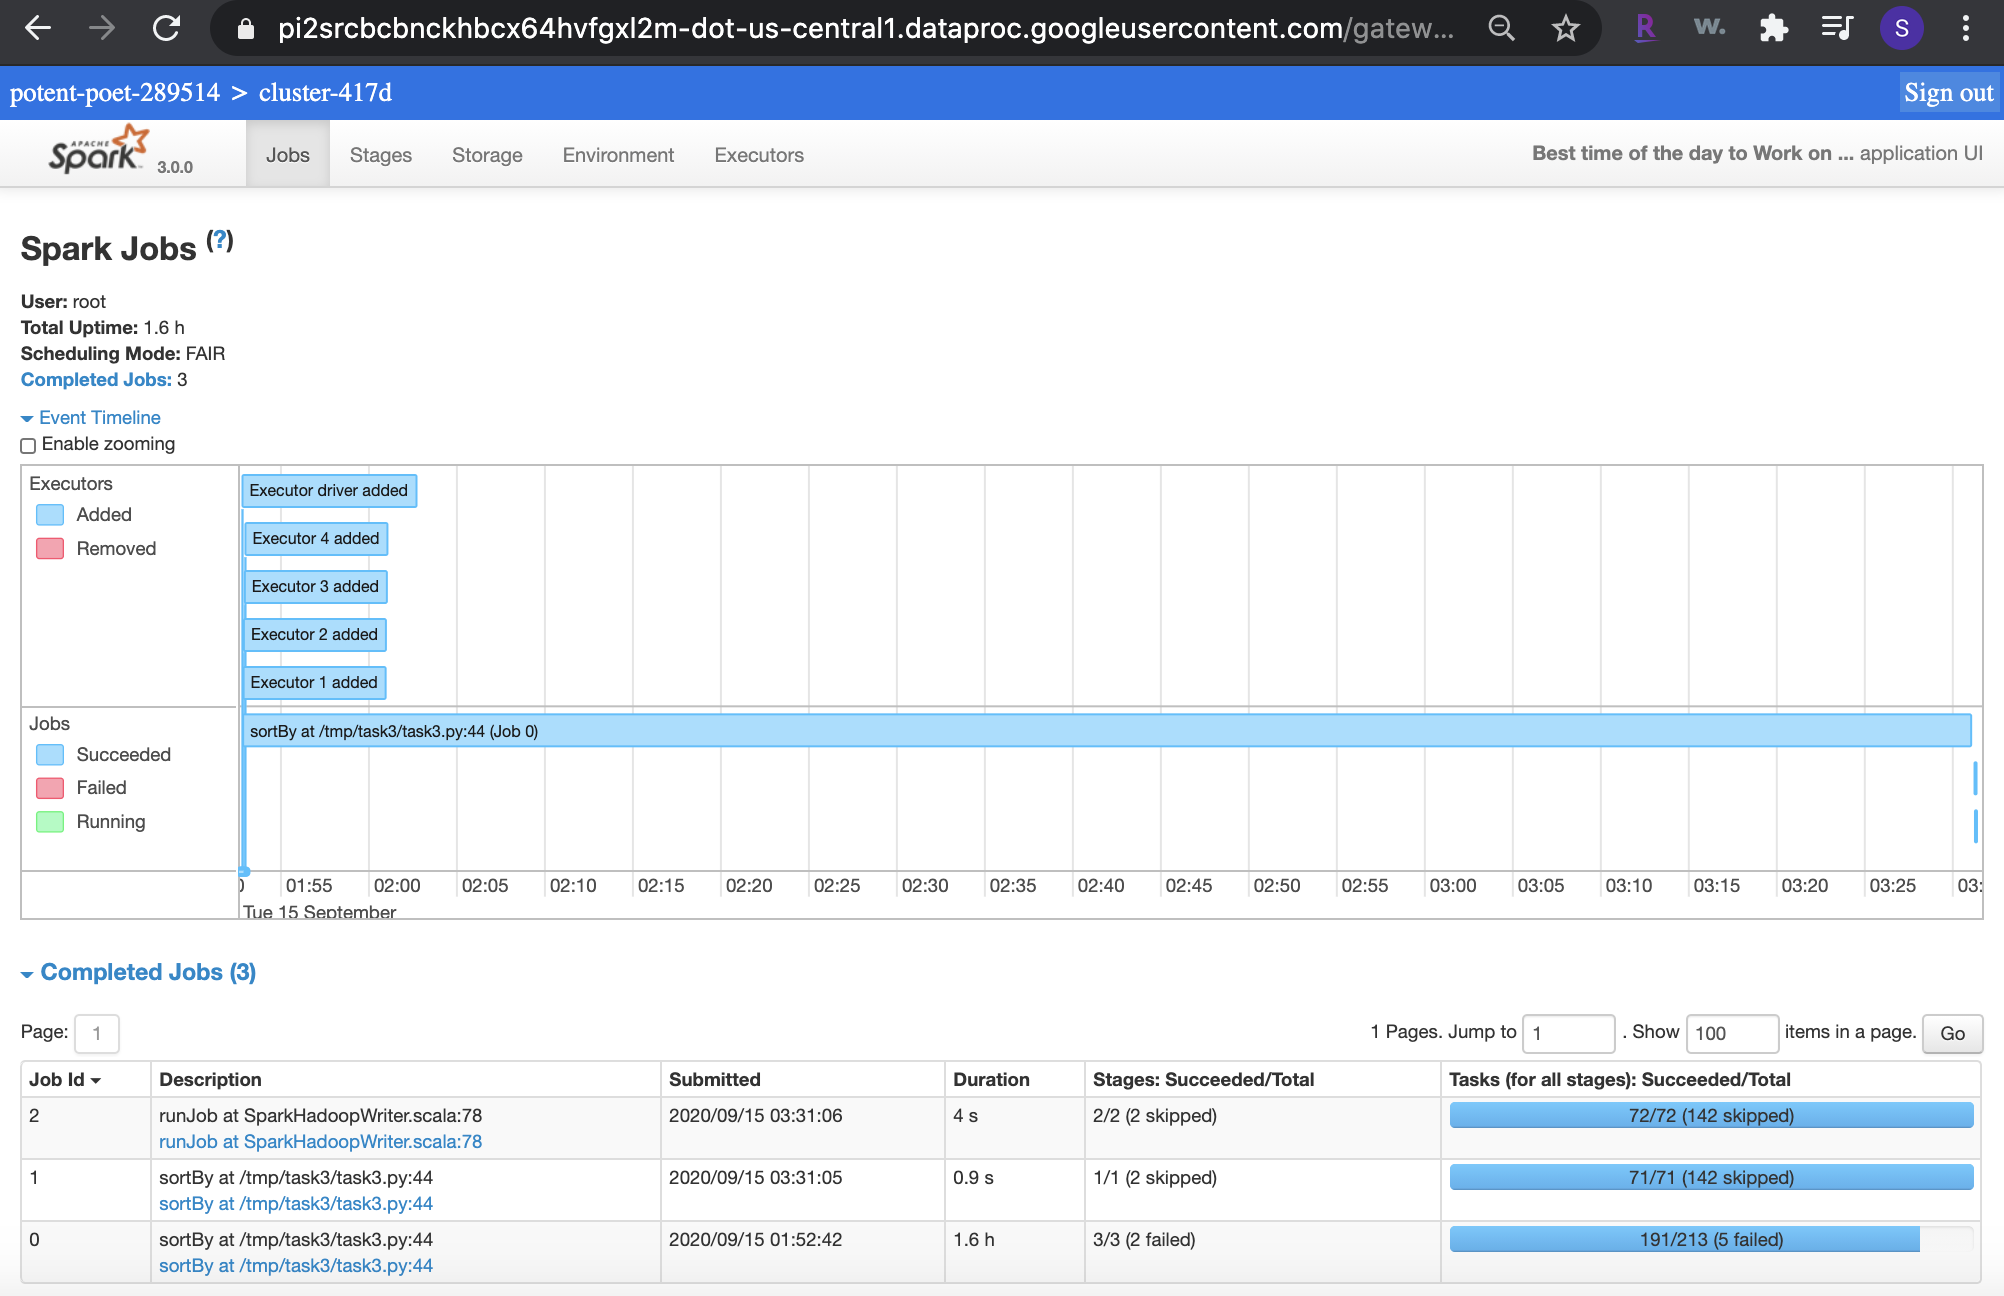 pi2srcbcbnckhbcx64hvfgxl2m-dot-us-central1.dataproc.googleusercontent.com/gatew...
R
w.
S
potent-poet-289514 > cluster-417d
Sign out
APACHE
Spark 3.0.0
Jobs
Stages
Storage
Environment
Executors
Best time of the day to Work on ... application UI
Spark Jobs (?)
User: root
Total Uptime: 1.6 h
Scheduling Mode: FAIR
Completed Jobs: 3
Event Timeline
Enable zooming
Executors
Added
Removed
Executor driver added
Executor 4 added
Executor 3 added
Executor 2 added
Executor 1 added
Jobs
Succeeded
Failed
Running
sortBy at /tmp/task3/task3.py:44 (Job 0)
01:55 02:00 02:05 02:10 02:15 02:20 02:25 02:30 02:35 02:40 02:45 02:50 02:55 03:00 03:05 03:10 03:15 03:20 03:25 03:
Tue 15 September
Completed Jobs (3)
Page: 1
1 Pages. Jump to 1 . Show 100 items in a page. Go
Job Id Description Submitted Duration Stages: Succeeded/Total Tasks (for all stages): Succeeded/Total
2 runJob at SparkHadoopWriter.scala:78 2020/09/15 03:31:06 4 s 2/2 (2 skipped) 72/72 (142 skipped)
runJob at SparkHadoopWriter.scala:78
1 sortBy at /tmp/task3/task3.py:44 2020/09/15 03:31:05 0.9 s 1/1 (2 skipped) 71/71 (142 skipped)
sortBy at /tmp/task3/task3.py:44
0 sortBy at /tmp/task3/task3.py:44 2020/09/15 01:52:42 1.6 h 3/3 (2 failed) 191/213 (5 failed)
sortBy at /tmp/task3/task3.py:44